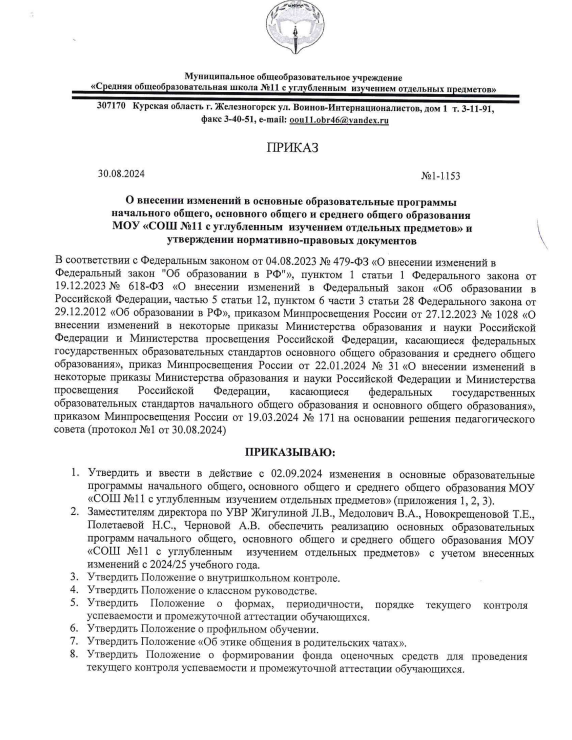 Муниципальное общеобразовательное учреждение
«Средняя общеобразовательная школа №11 с углубленным изучением отдельных предметов»
307170 Курская область г. Железногорск ул. Воинов-Интернационалистов, дом 1 т. 3-11-91,
факс 3-40-51, e-mail: oou11.obr46@yandex.ru
ПРИКАЗ
30.08.2024 №1-1153
О внесении изменений в основные образовательные программы
начального общего, основного общего и среднего общего образования
МОУ «СОШ №11 с углубленным изучением отдельных предметов» и
утверждении нормативно-правовых документов
В соответствии с Федеральным законом от 04.08.2023 № 479-ФЗ «О внесении изменений в
Федеральный закон "Об образовании в РФ"», пунктом 1 статьи 1 Федерального закона от
19.12.2023 № 618-ФЗ «О внесении изменений в Федеральный закон «Об образовании в
Российской Федерации, частью 5 статьи 12, пунктом 6 части 3 статьи 28 Федерального закона от
29.12.2012 «Об образовании в РФ», приказом Минпросвещения России от 27.12.2023 № 1028 «О
внесении изменений в некоторые приказы Министерства образования и науки Российской
Федерации и Министерства просвещения Российской Федерации, касающиеся федеральных
государственных образовательных стандартов основного общего образования и среднего общего
образования», приказ Минпросвещения России от 22.01.2024 № 31 «О внесении изменений в
некоторые приказы Министерства образования и науки Российской Федерации и Министерства
просвещения Российской Федерации, касающиеся федеральных государственных
образовательных стандартов начального общего образования и основного общего образования»,
приказом Минпросвещения России от 19.03.2024 № 171 на основании решения педагогического
совета (протокол №1 от 30.08.2024)
ПРИКАЗЫВАЮ:
1. Утвердить и ввести в действие с 02.09.2024 изменения в основные образовательные
программы начального общего, основного общего и среднего общего образования МОУ
«СОШ №11 с углубленным изучением отдельных предметов» (приложения 1, 2, 3).
2. Заместителям директора по УВР Жигулиной Л.В., Медолович В.А., Новокрещеновой Т.Е.,
Полетаевой Н.С., Черновой А.В. обеспечить реализацию основных образовательных
программ начального общего, основного общего и среднего общего образования МОУ
«СОШ №11 с углубленным изучением отдельных предметов» с учетом внесенных
изменений с 2024/25 учебного года.
3. Утвердить Положение о внутришкольном контроле.
4. Утвердить Положение о классном руководстве.
5. Утвердить Положение о формах, периодичности, порядке текущего контроля
успеваемости и промежуточной аттестации обучающихся.
6. Утвердить Положение о профильном обучении.
7. Утвердить Положение «Об этике общения в родительских чатах».
8. Утвердить Положение о формировании фонда оценочных средств для проведения
текущего контроля успеваемости и промежуточной аттестации обучающихся.